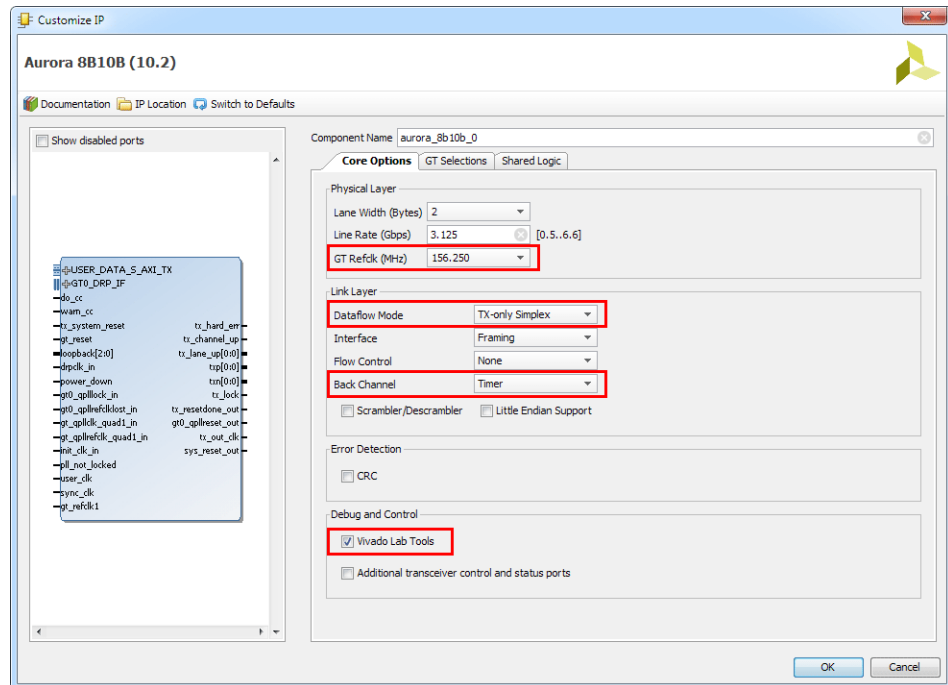 Customize IP
Aurora 8B10B (10.2)
Documentation IP Location Switch to Defaults
Show disabled ports
USER_DATA_S_AXI_TX
GT0_DRP_IF
do_cc
warn_cc
tx_system_reset tx_hard_err
gt_reset tx_channel_up
loopback[2:0] tx_lane_up[0:0]
drpclk_in txp[0:0]
power_down txn[0:0]
gt0_qplllock_in tx_lock
gt0_qpllrefclklost_in tx_resetdone_out
gt_qpllclk_quad1_in gt0_qpllreset_out
gt_qpllrefclk_quad1_in tx_out_clk
init_clk_in sys_reset_out
pll_not_locked
user_clk
sync_clk
gt_refclk1
Component Name aurora_8b10b_0
Core Options GT Selections Shared Logic
Physical Layer
Lane Width (Bytes) 2
Line Rate (Gbps) 3.125 [0.5..6.6]
GT Refclk (MHz) 156.250
Link Layer
Dataflow Mode TX-only Simplex
Interface Framing
Flow Control None
Back Channel Timer
Scrambler/Descrambler Little Endian Support
Error Detection
CRC
Debug and Control
Vivado Lab Tools
Additional transceiver control and status ports
OK Cancel